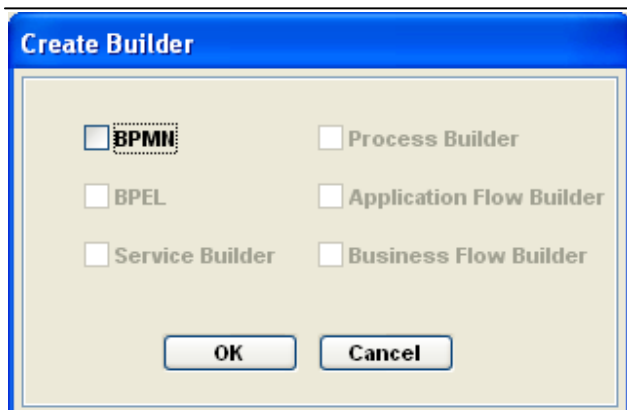 Create Builder
BPMN Process Builder
BPEL Application Flow Builder
Service Builder Business Flow Builder
OK Cancel